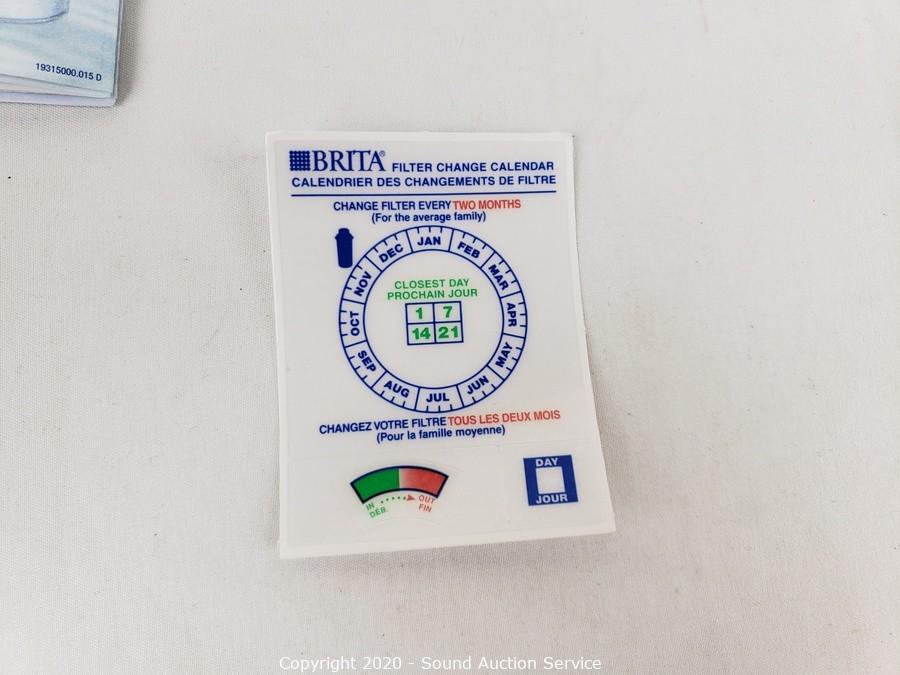 19315000.015 D
BRITA® FILTER CHANGE CALENDAR
CALENDRIER DES CHANGEMENTS DE FILTRE
CHANGE FILTER EVERY TWO MONTHS
(For the average family)
JAN
FEB
MAR
APR
MAY
JUN
JUL
AUG
SEP
OCT
NOV
DEC
CLOSEST DAY
PROCHAIN JOUR
1 7
14 21
CHANGEZ VOTRE FILTRE TOUS LES DEUX MOIS
(Pour la famille moyenne)
IN OUT
DÉB. FIN
DAY
JOUR
Copyright 2020 - Sound Auction Service